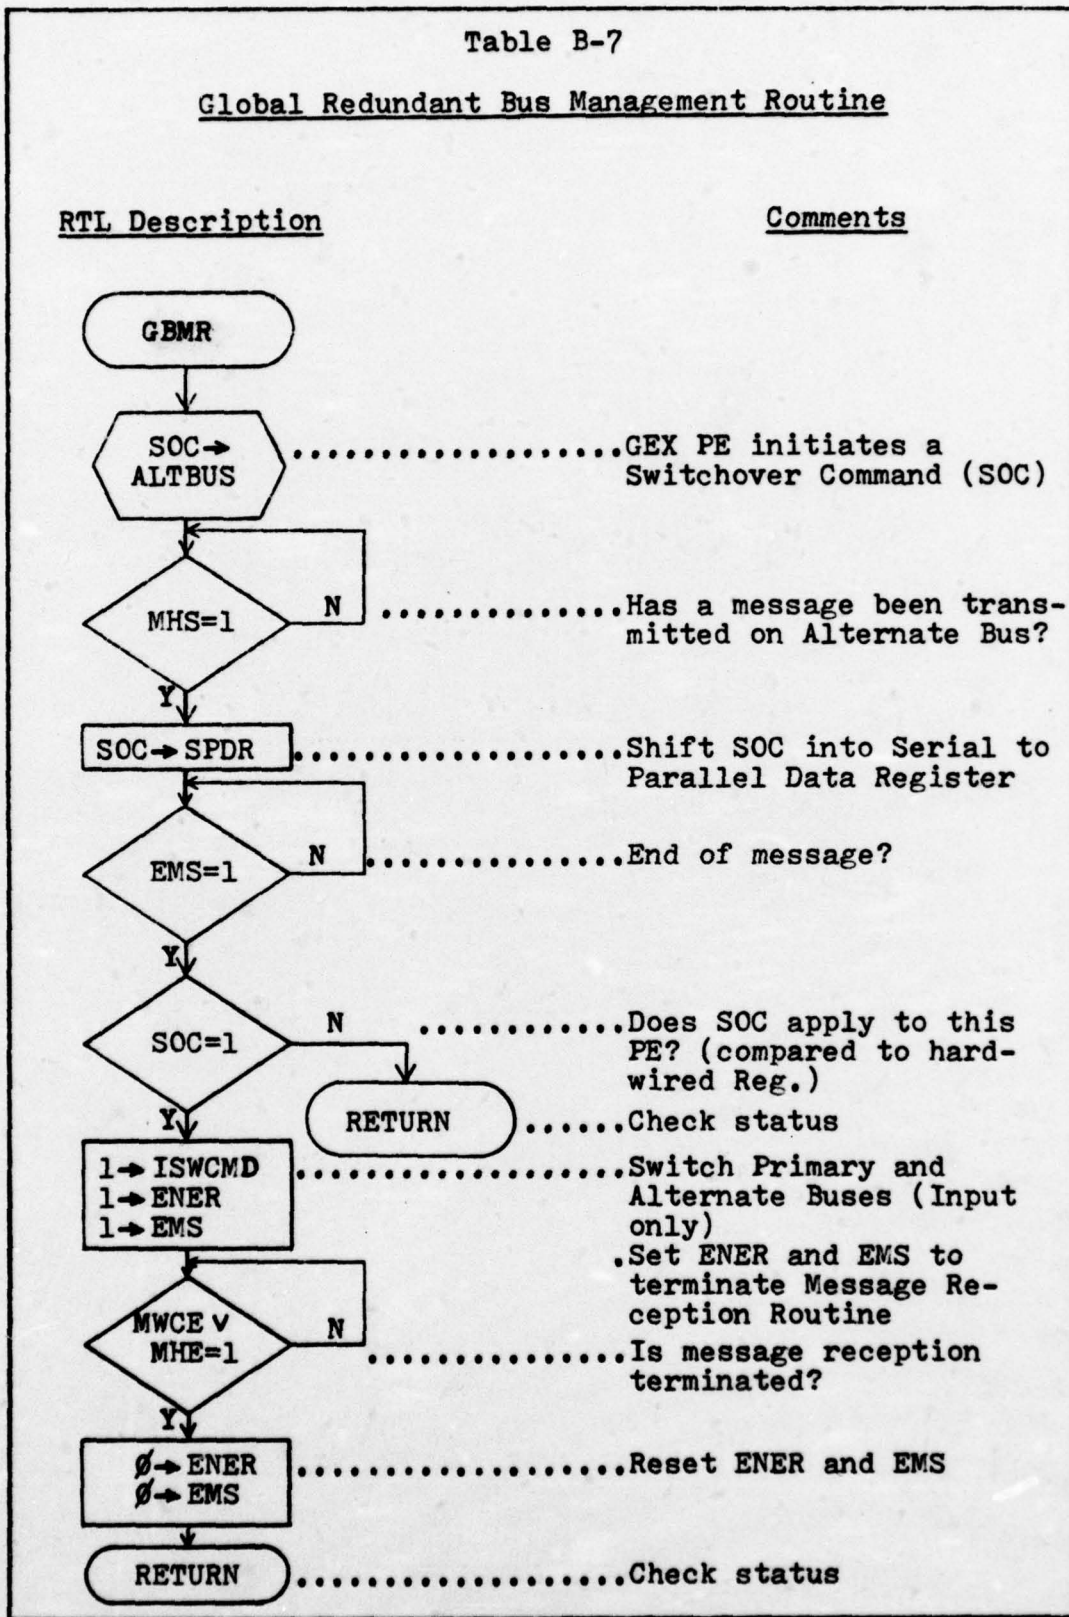 Table B-7
Global Redundant Bus Management Routine
RTL Description
Comments
GBMR
SOC→
ALTBUS
....................GEX PE initiates a
Switchover Command (SOC)
MHS=1
N
................Has a message been trans-
mitted on Alternate Bus?
Y
SOC→SPDR
....................Shift SOC into Serial to
Parallel Data Register
EMS=1
N
................End of message?
Y
SOC=1
N
............Does SOC apply to this
PE? (compared to hard-
wired Reg.)
RETURN
......Check status
Y
1→ISWCMD
1→ENER
1→EMS
....................Switch Primary and
Alternate Buses (Input
only)
.Set ENER and EMS to
terminate Message Re-
ception Routine
MWCE ∨
MHE=1
N
................Is message reception
terminated?
Y
Ø→ENER
Ø→EMS
....................Reset ENER and EMS
RETURN
....................Check status